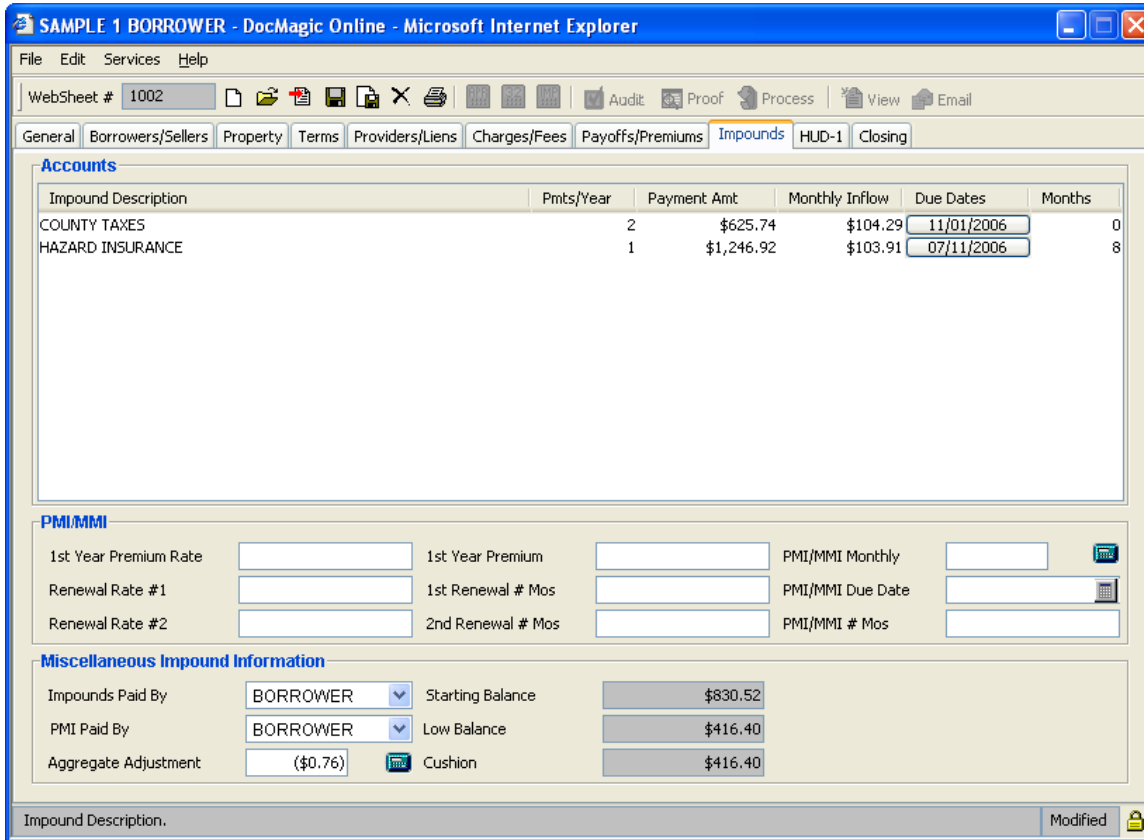 SAMPLE 1 BORROWER - DocMagic Online - Microsoft Internet Explorer
File Edit Services Help
WebSheet # 1002 Audit Proof Process View Email
General Borrowers/Sellers Property Terms Providers/Liens Charges/Fees Payoffs/Premiums Impounds HUD-1 Closing
Accounts
Impound Description Pmts/Year Payment Amt Monthly Inflow Due Dates Months
COUNTY TAXES 2 $625.74 $104.29 11/01/2006 0
HAZARD INSURANCE 1 $1,246.92 $103.91 07/11/2006 8
PMI/MMI
1st Year Premium Rate 1st Year Premium PMI/MMI Monthly
Renewal Rate #1 1st Renewal # Mos PMI/MMI Due Date
Renewal Rate #2 2nd Renewal # Mos PMI/MMI # Mos
Miscellaneous Impound Information
Impounds Paid By BORROWER Starting Balance $830.52
PMI Paid By BORROWER Low Balance $416.40
Aggregate Adjustment ($0.76) Cushion $416.40
Impound Description. Modified